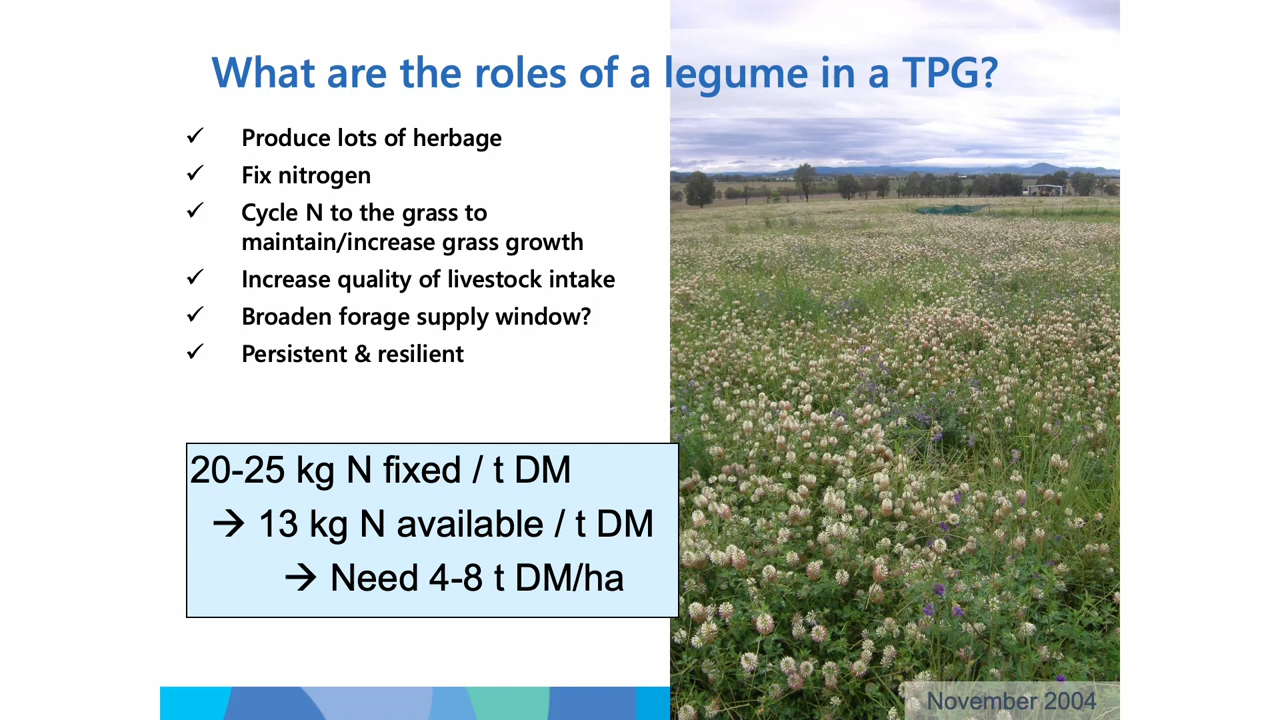 What are the roles of a legume in a TPG?
✓ Produce lots of herbage
✓ Fix nitrogen
✓ Cycle N to the grass to
maintain/increase grass growth
✓ Increase quality of livestock intake
✓ Broaden forage supply window?
✓ Persistent & resilient
20-25 kg N fixed / t DM
→ 13 kg N available / t DM
→ Need 4-8 t DM/ha
November 2004